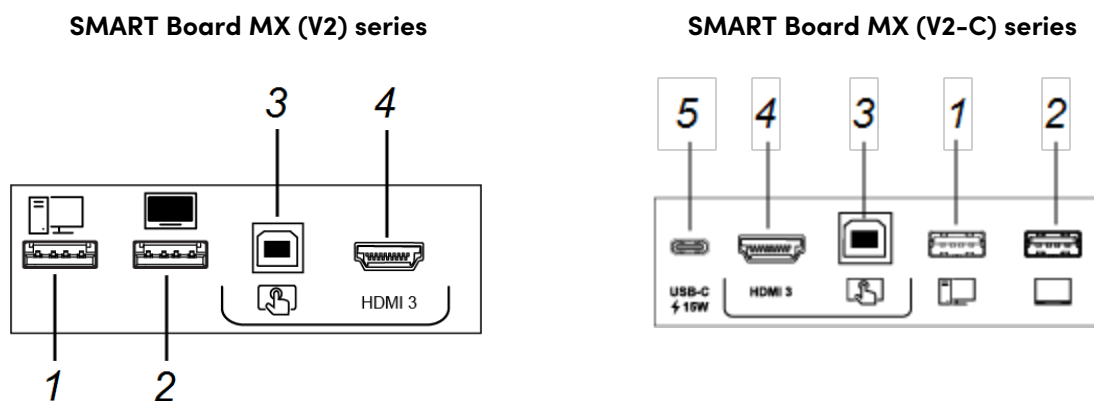 SMART Board MX (V2) series
3
4
HDMI 3
1
2
SMART Board MX (V2-C) series
5
4
3
1
2
USB-C
⚡15W
HDMI 3